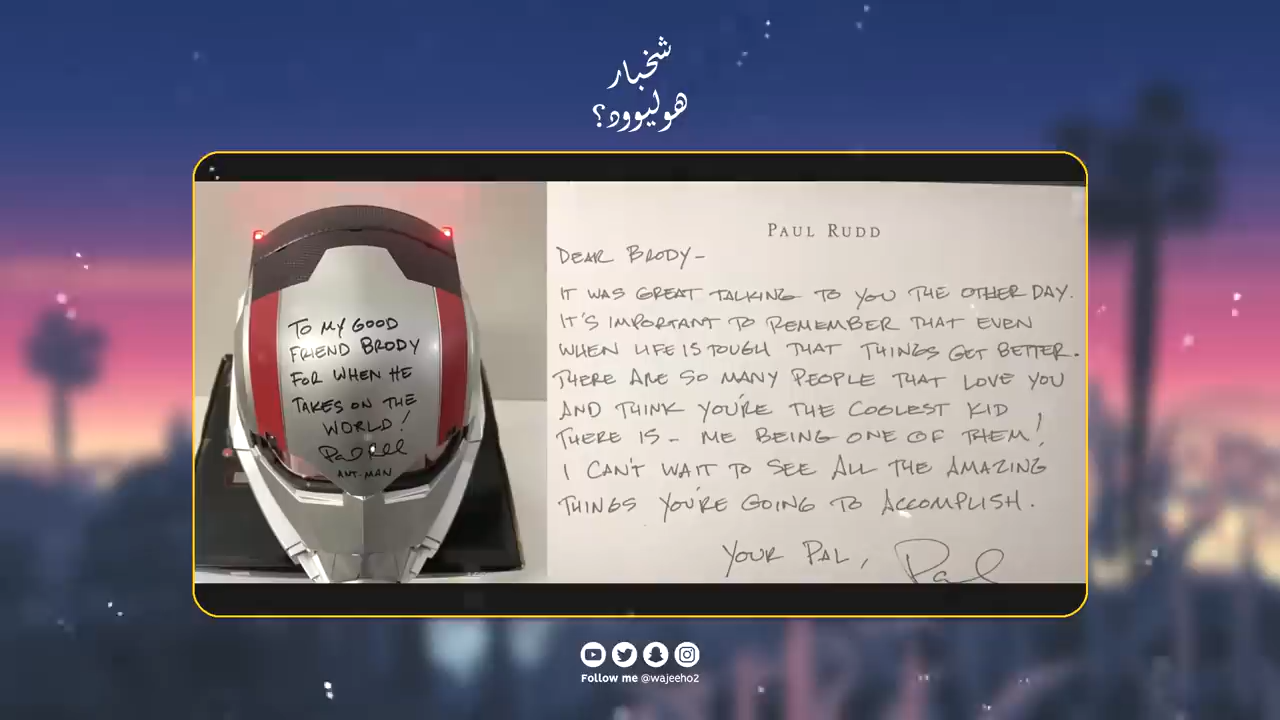 شخبار
هوليوود؟
TO MY GOOD
FRIEND BRODY
FOR WHEN HE
TAKES ON THE
WORLD!
Paul Rudd
ANT-MAN
PAUL RUDD
DEAR BRODY-
IT WAS GREAT TALKING TO YOU THE OTHER DAY.
IT'S IMPORTANT TO REMEMBER THAT EVEN
WHEN LIFE IS TOUGH THAT THINGS GET BETTER.
THERE ARE SO MANY PEOPLE THAT LOVE YOU
AND THINK YOU'RE THE COOLEST KID
THERE IS - ME BEING ONE OF THEM!
I CAN'T WAIT TO SEE ALL THE AMAZING
THINGS YOU'RE GOING TO ACCOMPLISH.
YOUR PAL, Paul
Follow me @wajeeho2